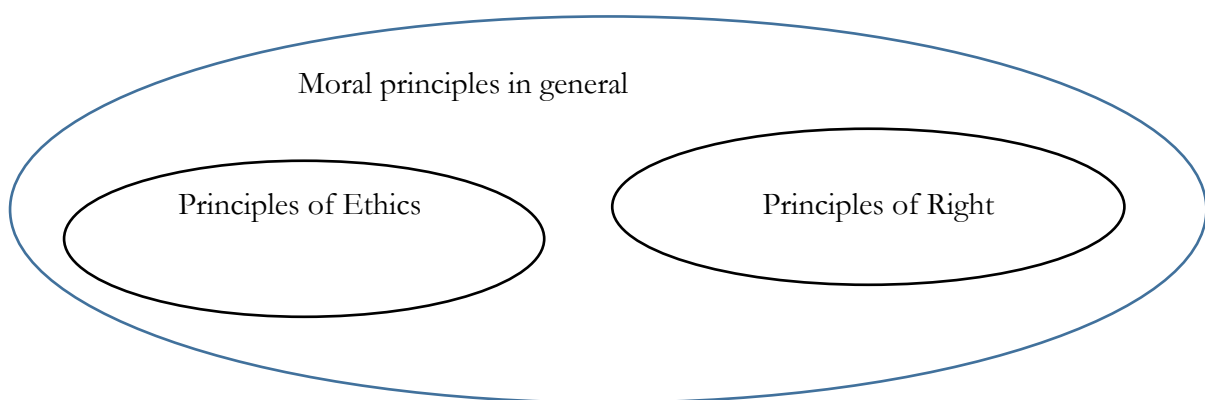 Moral principles in general
Principles of Ethics
Principles of Right